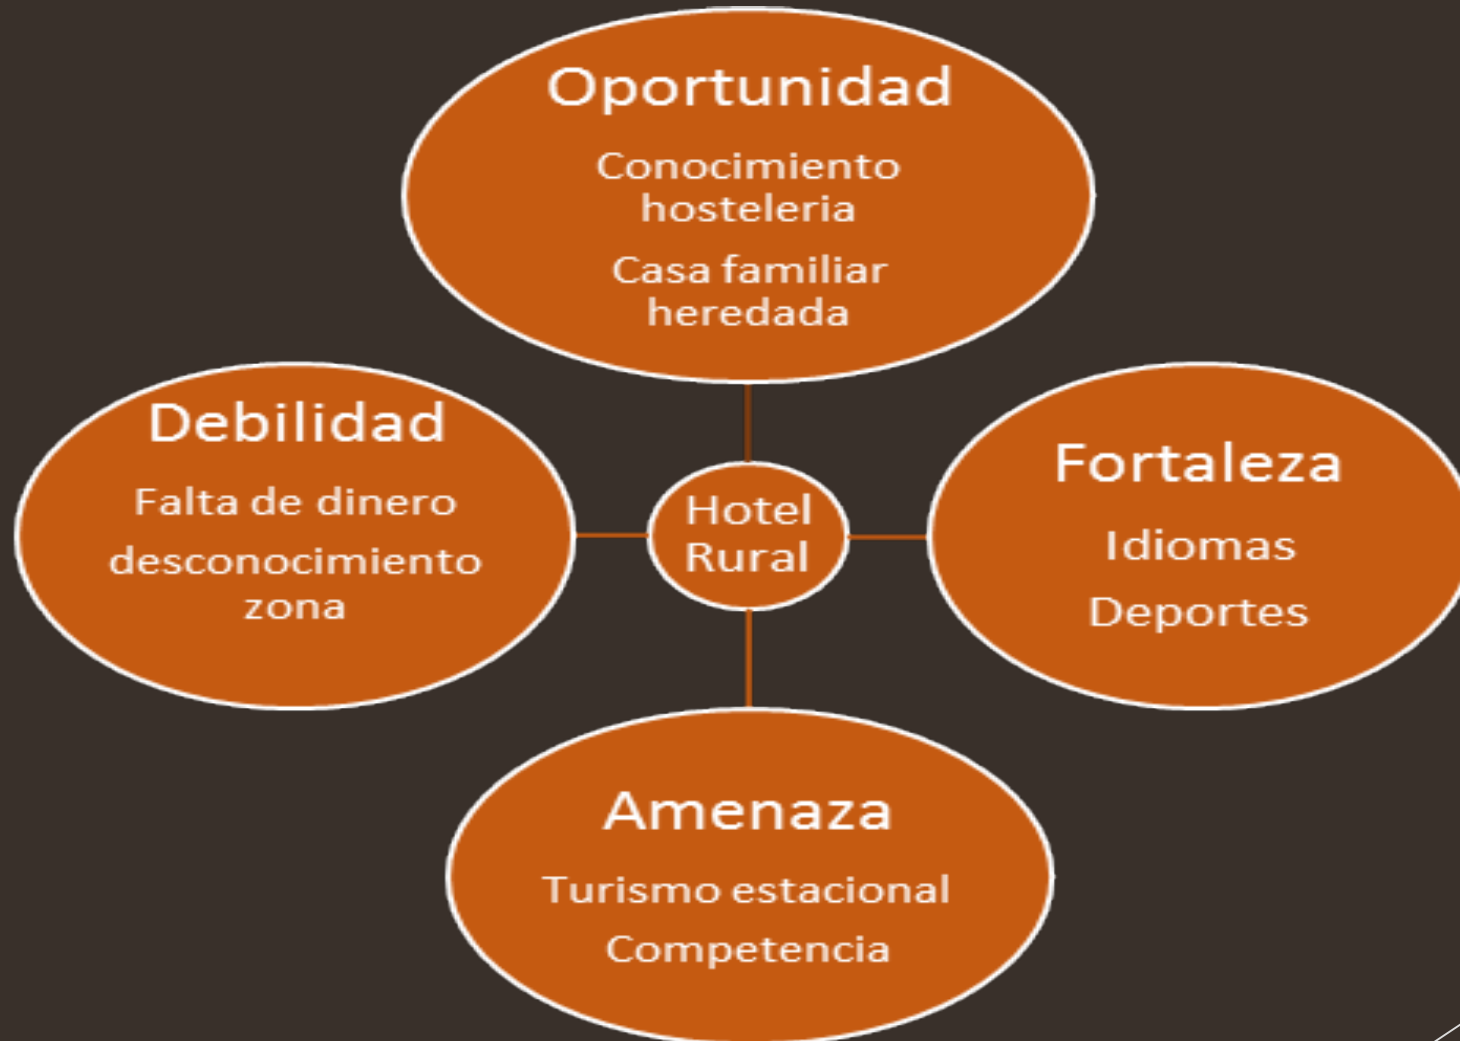 Oportunidad
Conocimiento
hosteleria
Casa familiar
heredada
Debilidad
Falta de dinero
desconocimiento
zona
Hotel
Rural
Fortaleza
Idiomas
Deportes
Amenaza
Turismo estacional
Competencia